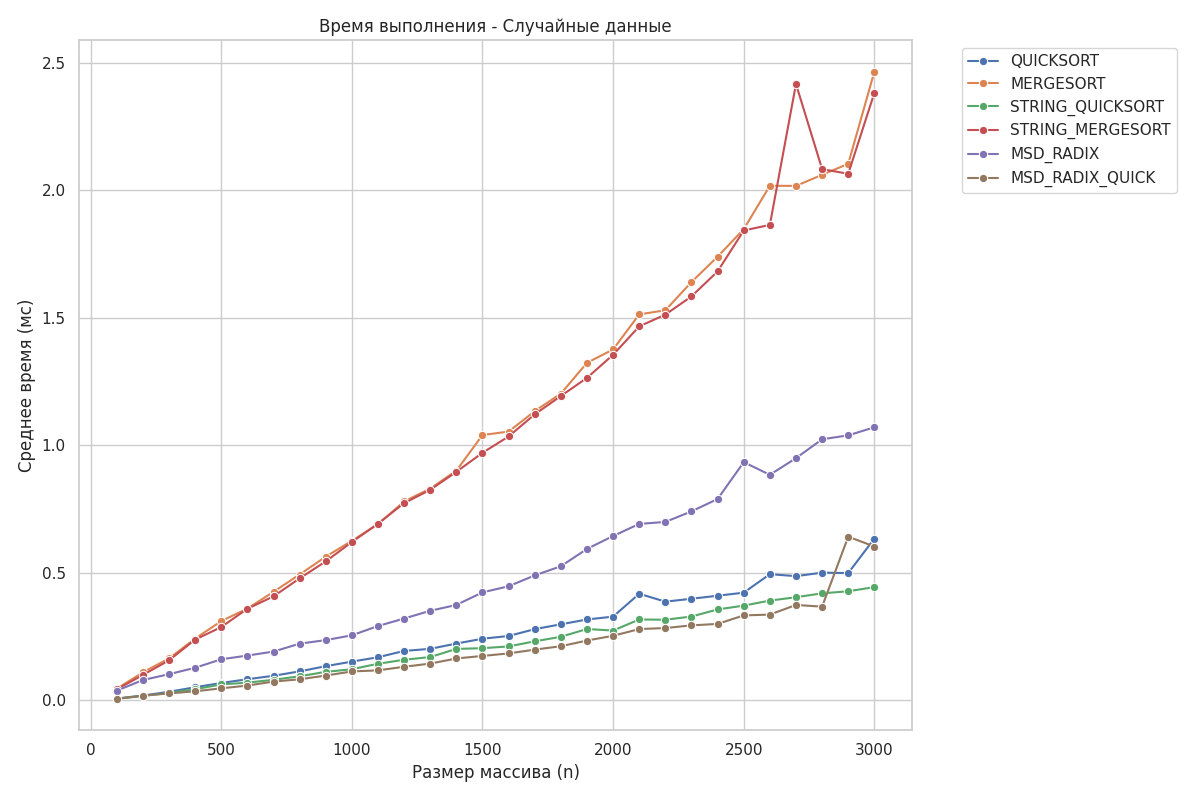 Время выполнения - Случайные данные
2.5
2.0
1.5
1.0
0.5
0.0
Среднее время (мс)
0
500
1000
1500
2000
2500
3000
Размер массива (n)
QUICKSORT
MERGESORT
STRING_QUICKSORT
STRING_MERGESORT
MSD_RADIX
MSD_RADIX_QUICK